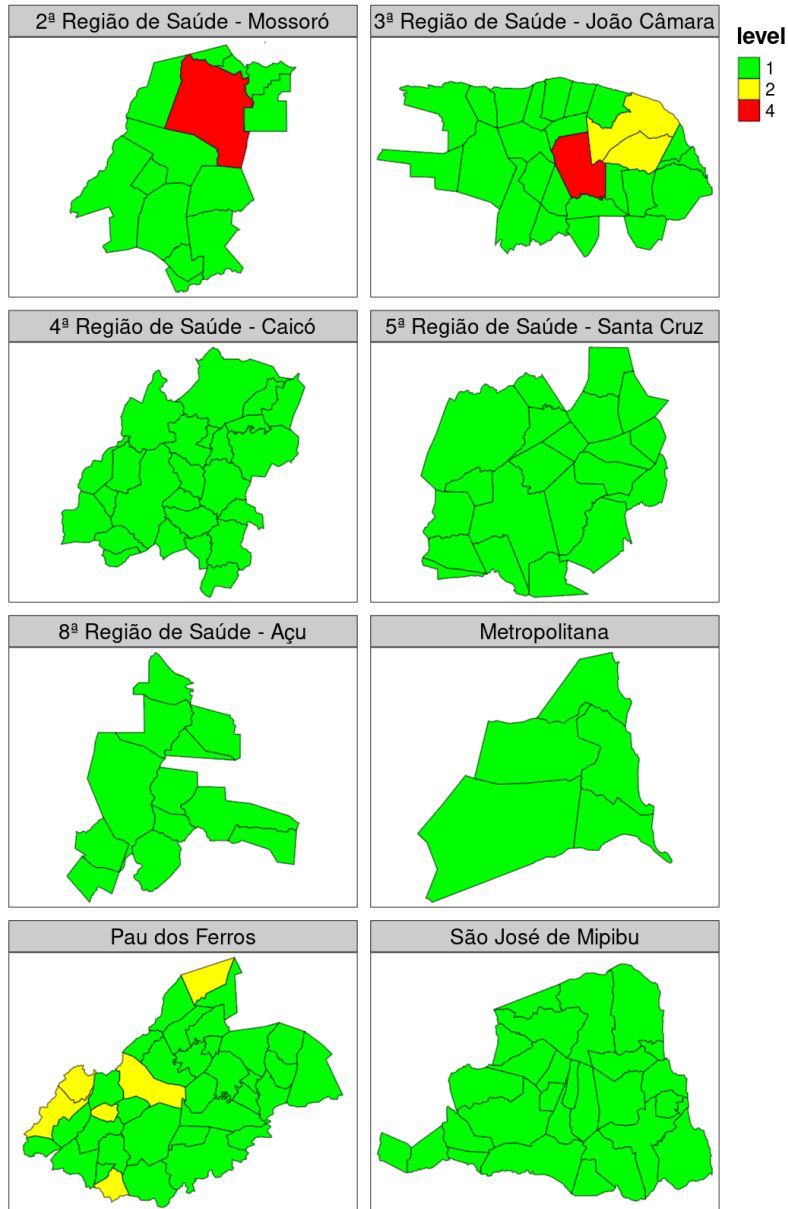 2ª Região de Saúde - Mossoró
3ª Região de Saúde - João Câmara
level
1
2
4
4ª Região de Saúde - Caicó
5ª Região de Saúde - Santa Cruz
8ª Região de Saúde - Açu
Metropolitana
Pau dos Ferros
São José de Mipibu